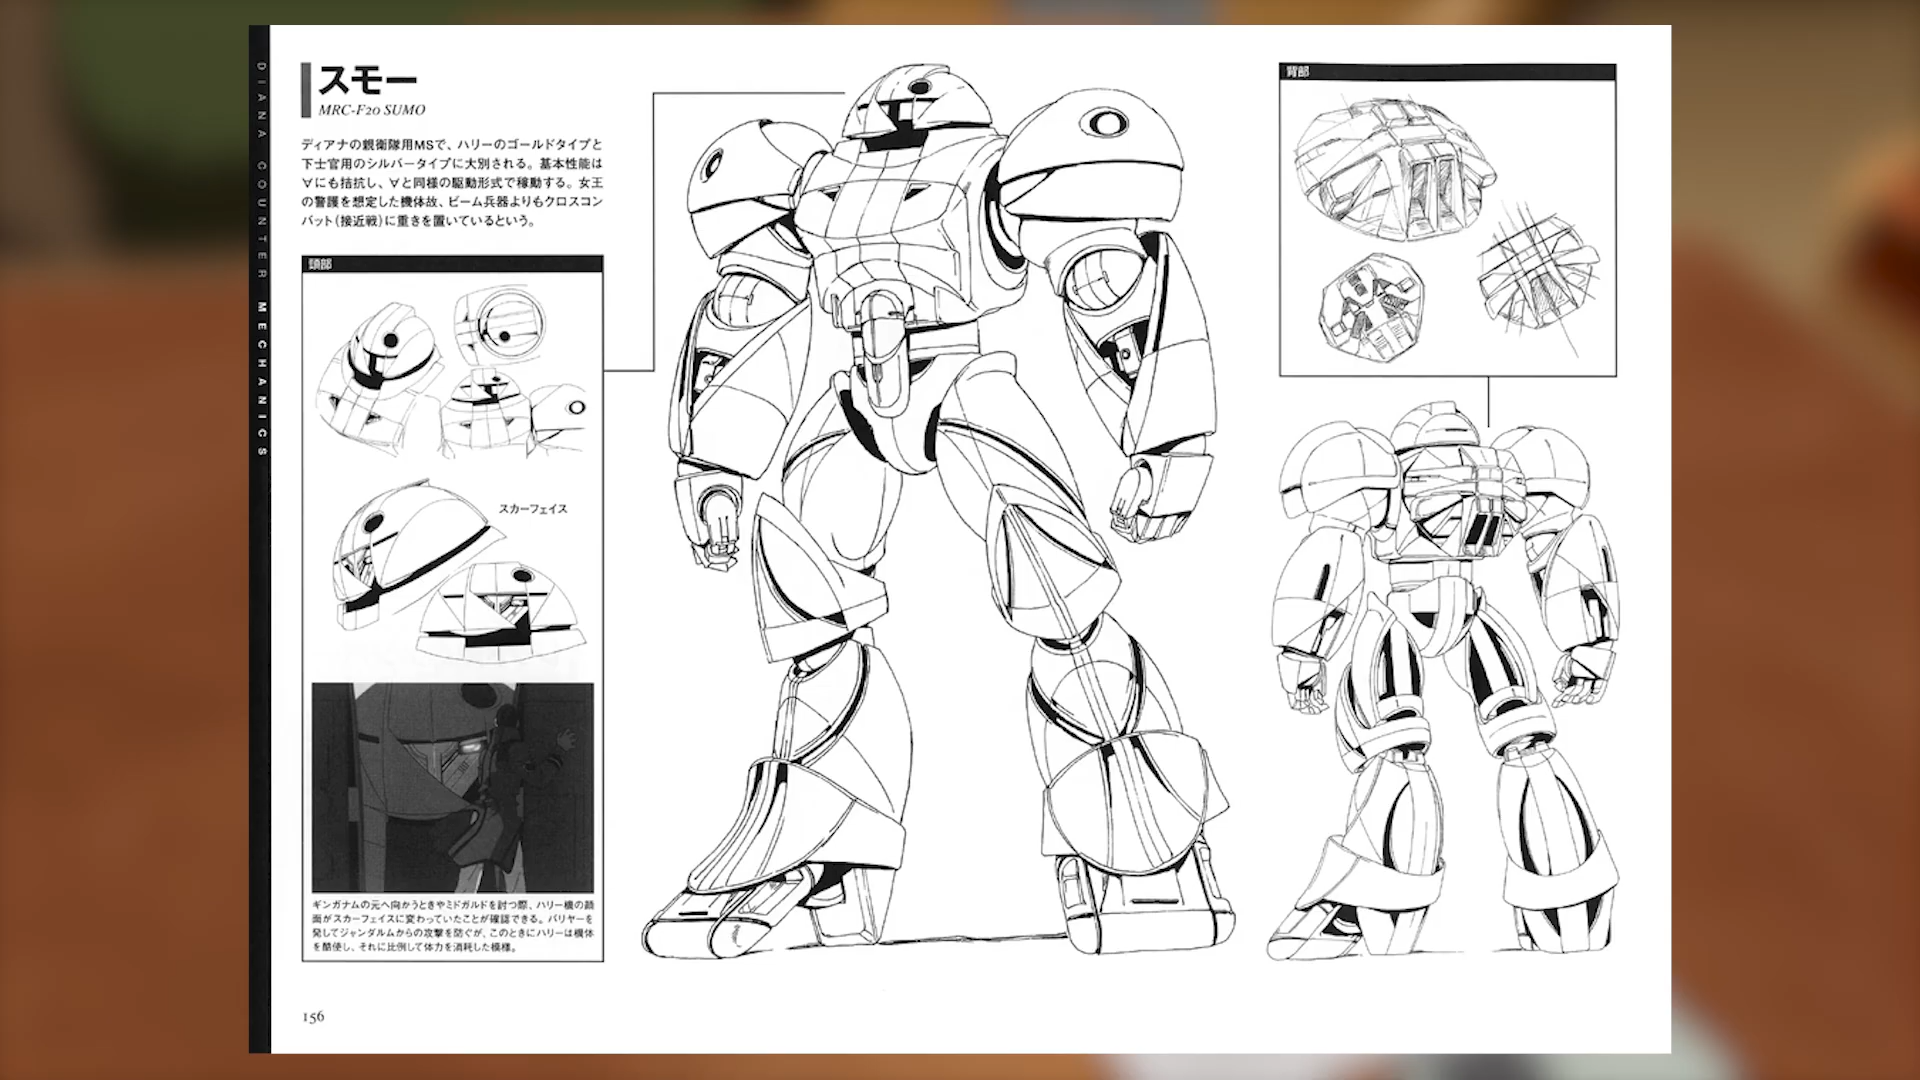 DIANA COUNTER MECHANICS
スモー
MRC-F20 SUMO
ディアナの親衛隊用MSで、ハリーのゴールドタイプと
下士官用のシルバータイプに大別される。基本性能は
∀にも拮抗し、∀と同様の駆動形式で稼動する。女王
の警護を想定した機体故、ビーム兵器よりもクロスコン
バット（接近戦）に重きを置いているという。
頭部
スカーフェイス
ギンガナムの元へ向かうときやミドガルドを討つ際、ハリー機の顔
面がスカーフェイスに変わっていたことが確認できる。バリヤーを
発してジャンダルムからの攻撃を防ぐが、このときにハリーは機体
を酷使し、それに比例して体力を消耗した模様。
背部
156